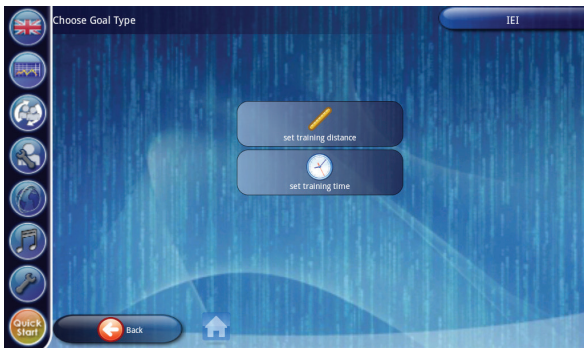 Choose Goal Type
IEI
set training distance
set training time
Quick
Start
Back